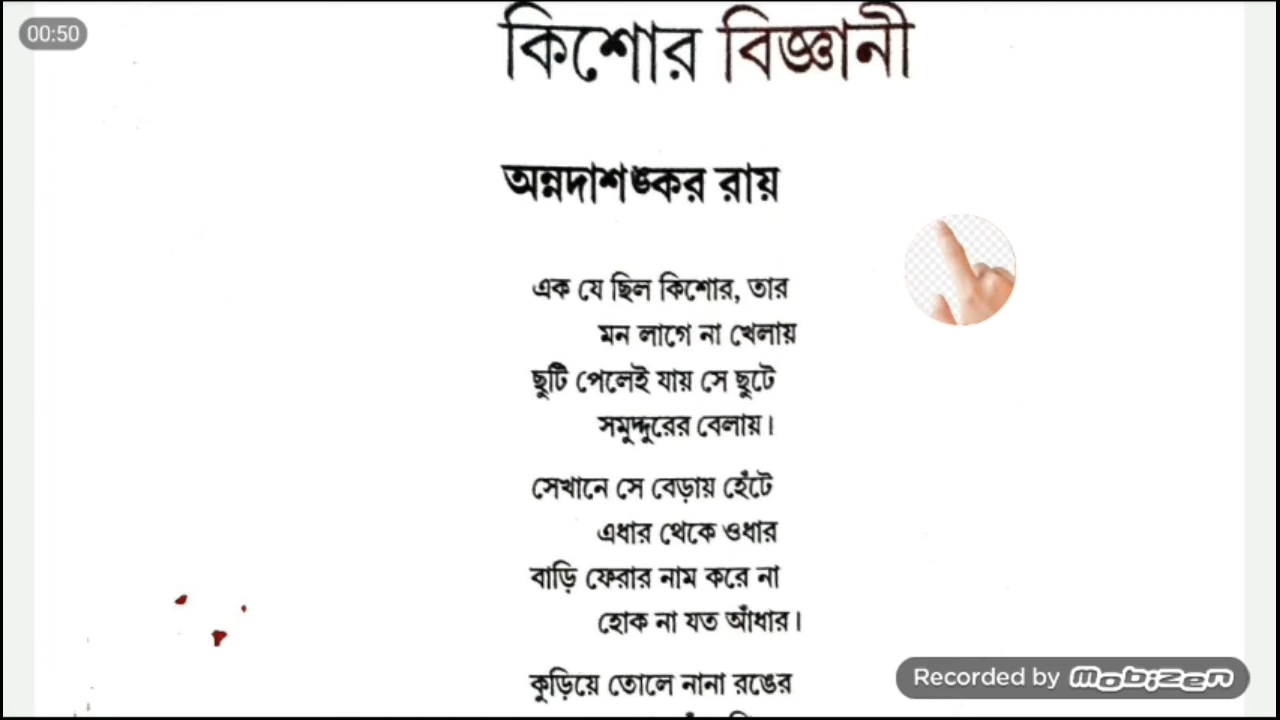 00:50
কিশোর বিজ্ঞানী
অন্নদাশঙ্কর রায়
এক যে ছিল কিশোর, তার
মন লাগে না খেলায়
ছুটি পেলেই যায় সে ছুটে
সমুদ্দুরের বেলায়।
সেখানে সে বেড়ায় হেঁটে
এধার থেকে ওধার
বাড়ি ফেরার নাম করে না
হোক না যত আঁধার।
কুড়িয়ে তোলে নানা রঙের
Recorded by mobizen